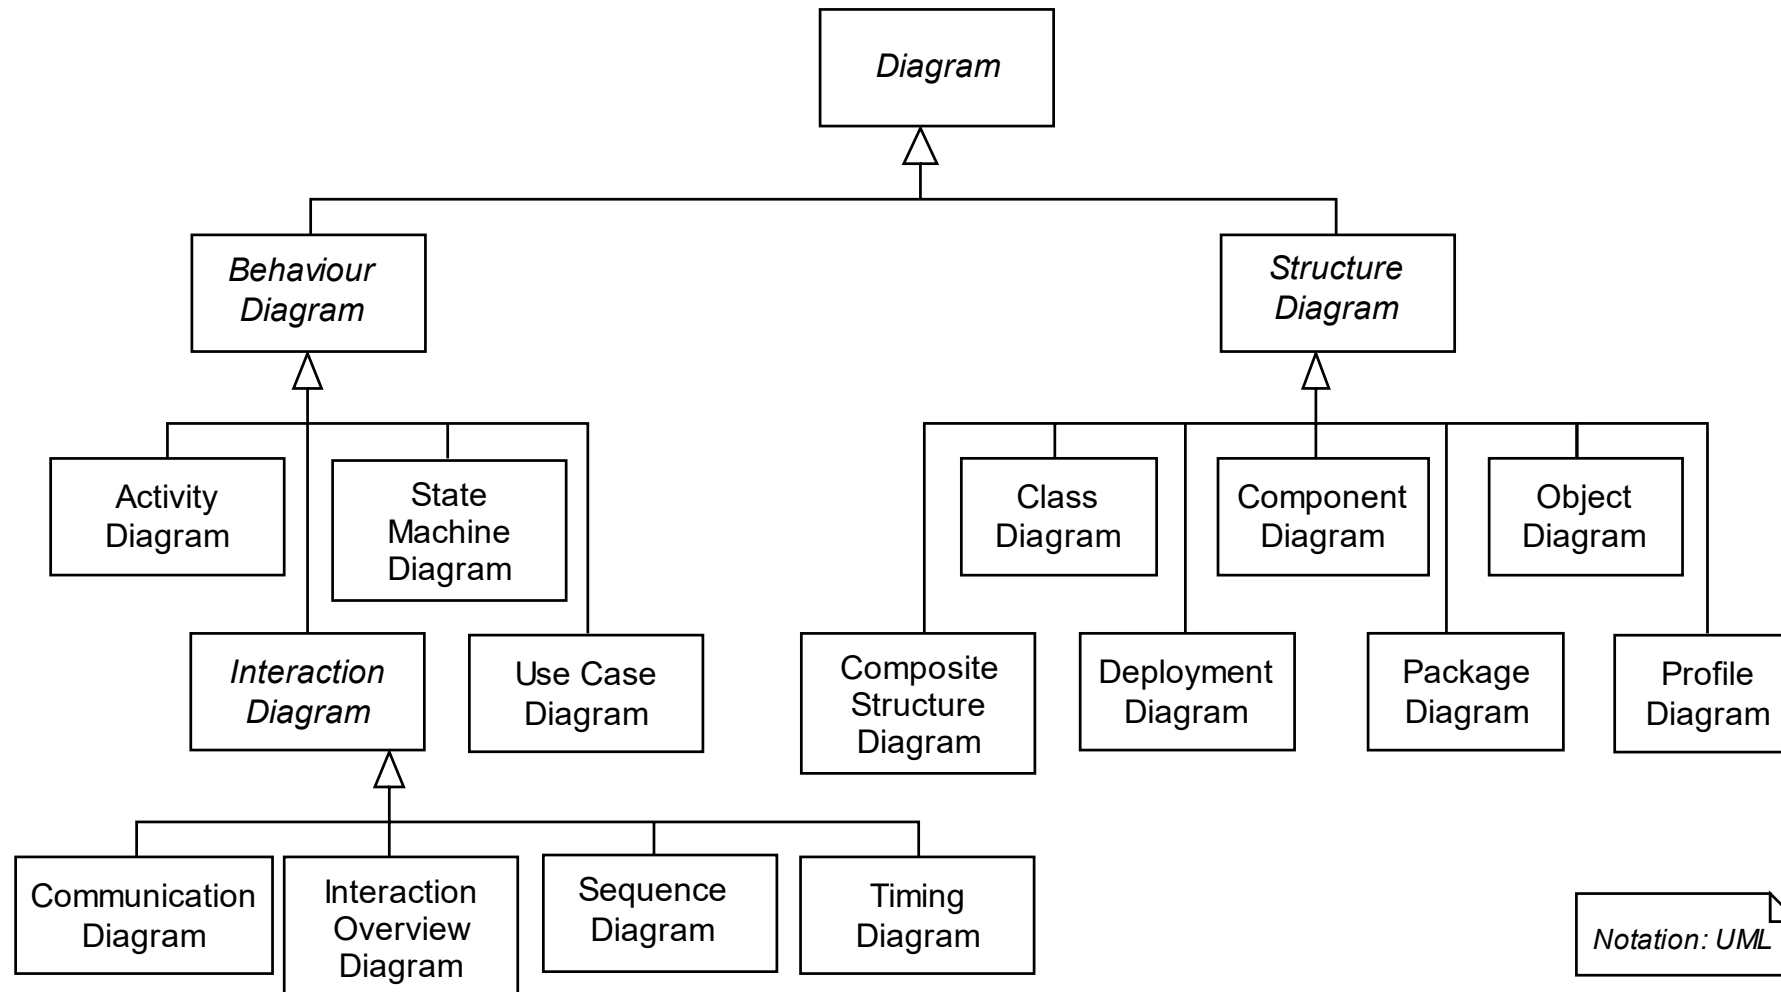 Diagram
Behaviour
Diagram
Structure
Diagram
Activity
Diagram
State
Machine
Diagram
Class
Diagram
Component
Diagram
Object
Diagram
Interaction
Diagram
Use Case
Diagram
Composite
Structure
Diagram
Deployment
Diagram
Package
Diagram
Profile
Diagram
Communication
Diagram
Interaction
Overview
Diagram
Sequence
Diagram
Timing
Diagram
Notation: UML